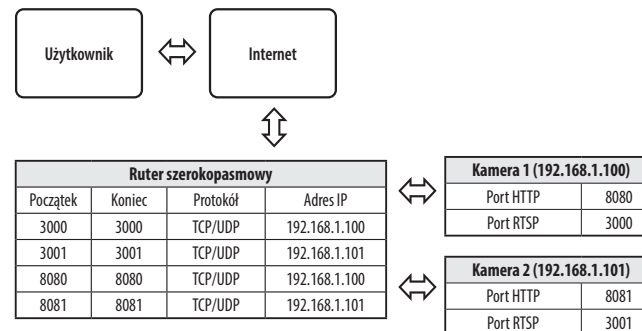 Użytkownik
Internet
Ruter szerokopasmowy
Początek Koniec Protokół Adres IP
3000 3000 TCP/UDP 192.168.1.100
3001 3001 TCP/UDP 192.168.1.101
8080 8080 TCP/UDP 192.168.1.100
8081 8081 TCP/UDP 192.168.1.101
Kamera 1 (192.168.1.100)
Port HTTP 8080
Port RTSP 3000
Kamera 2 (192.168.1.101)
Port HTTP 8081
Port RTSP 3001